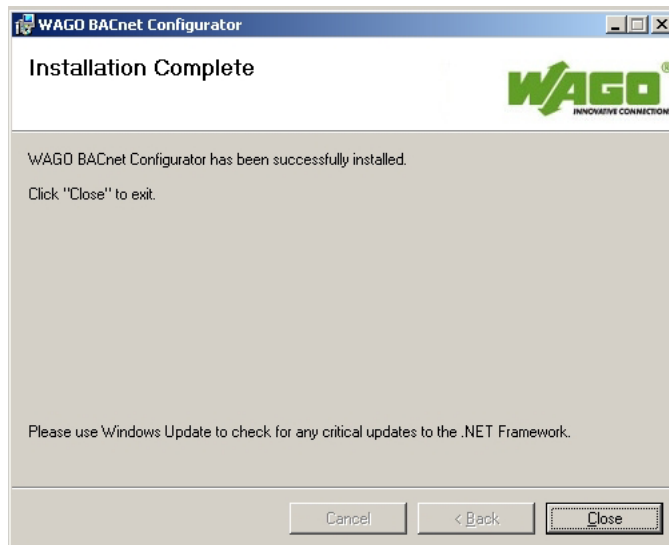 WAGO BACnet Configurator
Installation Complete
WAGO®
INNOVATIVE CONNECTIONS
WAGO BACnet Configurator has been successfully installed.
Click "Close" to exit.
Please use Windows Update to check for any critical updates to the .NET Framework.
Cancel
< Back
Close